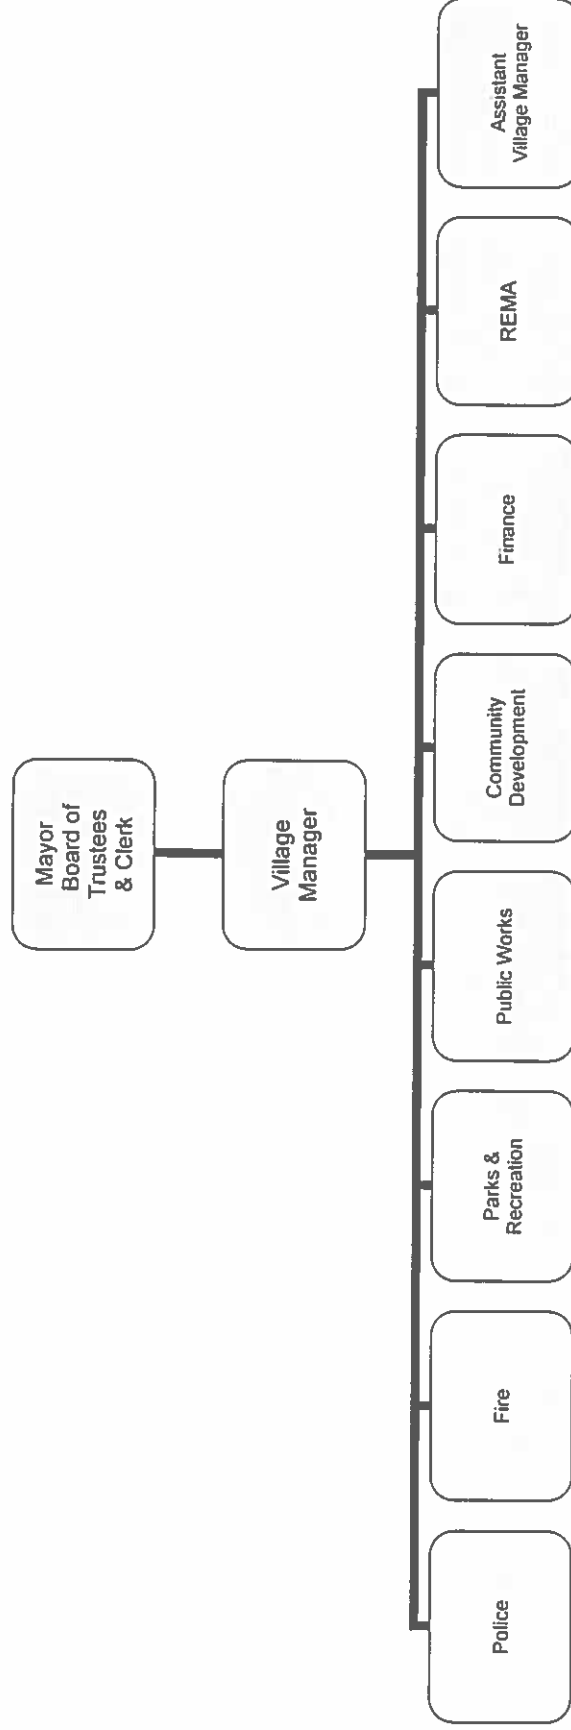 Mayor
Board of
Trustees
& Clerk
Village
Manager
Police
Fire
Parks &
Recreation
Public Works
Community
Development
Finance
REMA
Assistant
Village Manager